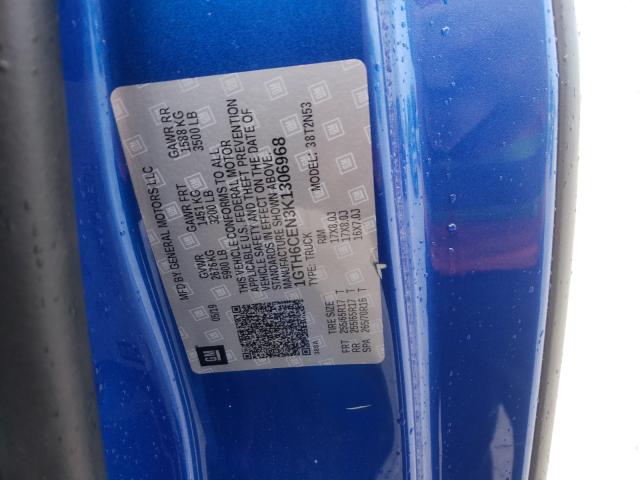 MFD BY GENERAL MOTORS LLC
05/19
GVWR GAWR FRT GAWR RR
2676 KG 1451 KG 1588 KG
5900 LB 3200 LB 3500 LB
THIS VEHICLE CONFORMS TO ALL
APPLICABLE U.S. FEDERAL MOTOR
VEHICLE SAFETY AND THEFT PREVENTION
STANDARDS IN EFFECT ON THE DATE OF
MANUFACTURE SHOWN ABOVE.
1GTH6CEN3K1306968
TYPE: TRUCK MODEL: 38T2N53
TIRE SIZE RIM
FRT 255/65R17 T 17X8.0J
RR 255/65R17 T 17X8.0J
SPA 265/70R16 T 16X7.0J
GM